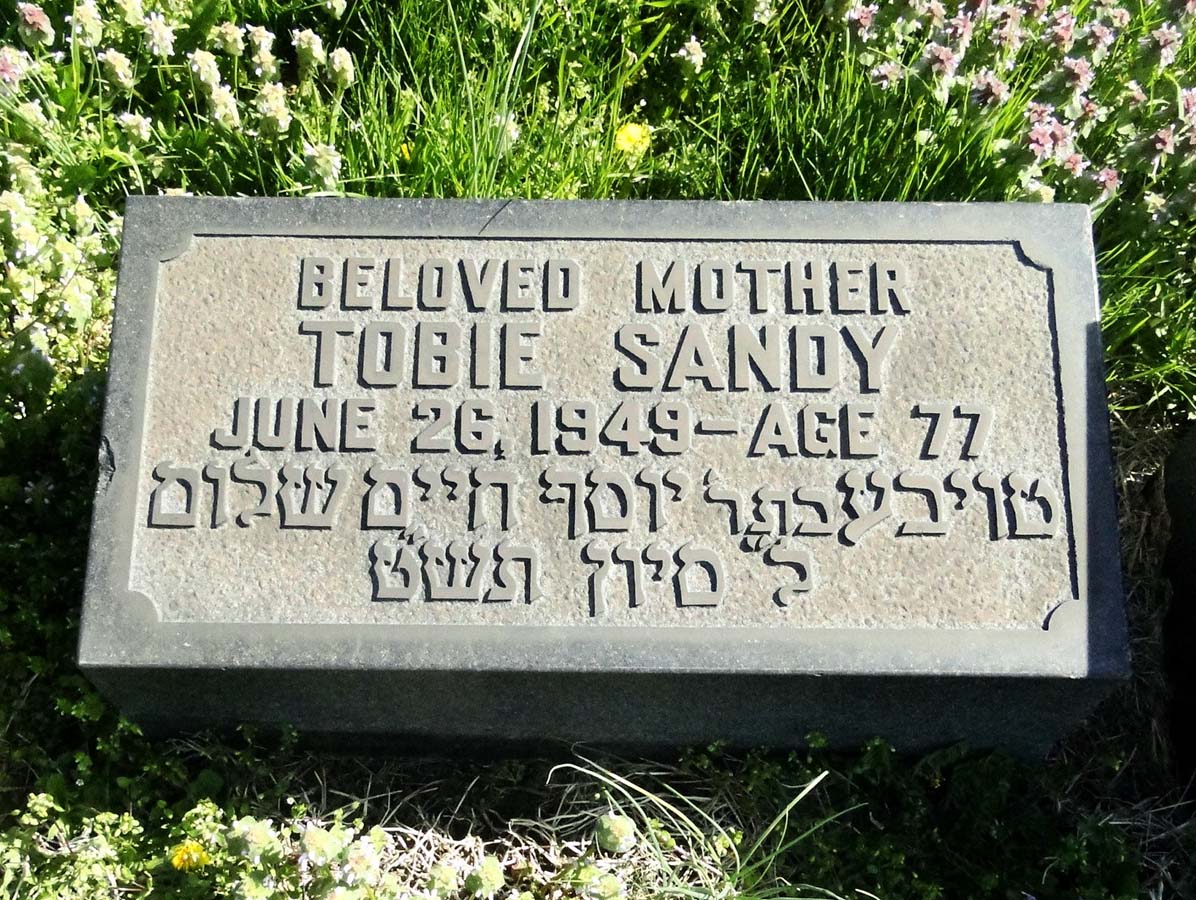 BELOVED MOTHER
TOBIE SANDY
JUNE 26, 1949-AGE 77
טויבע בת ר' יוסף חיים שלום
ל' סיון תש"ט